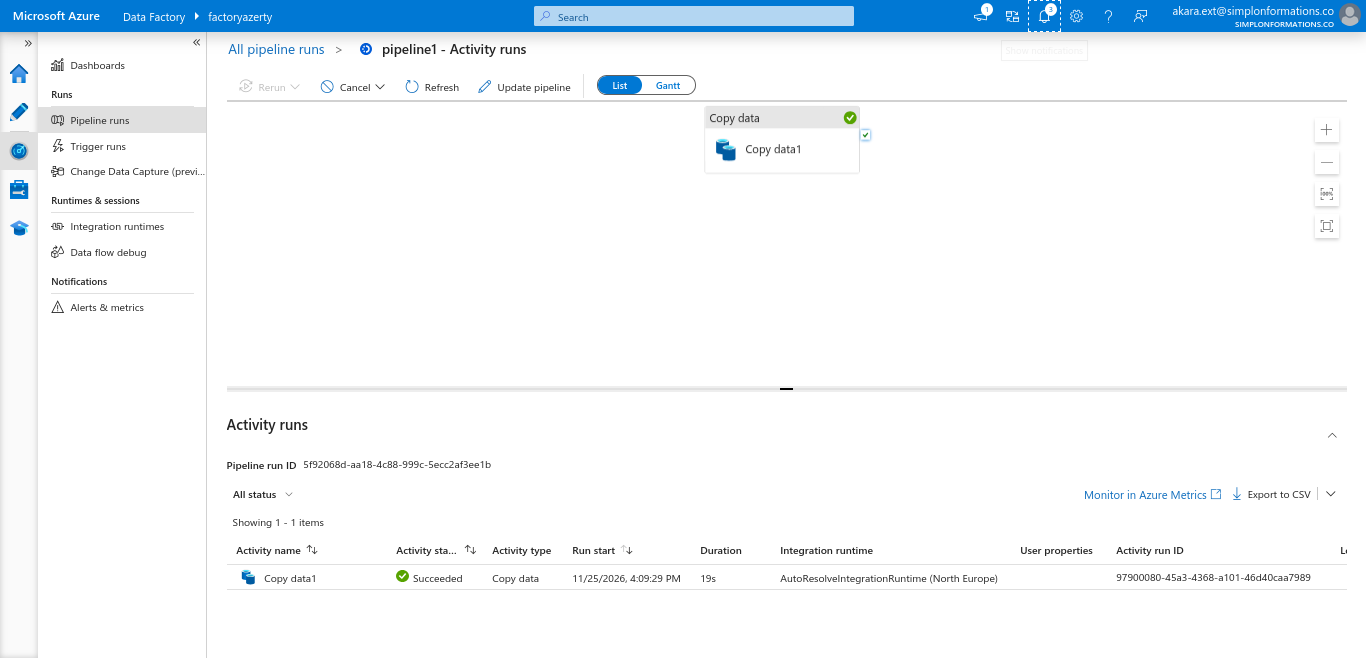 Microsoft Azure
Data Factory
factoryazerty
Search
1
3
akara.ext@simplonformations.co
SIMPLONFORMATIONS.CO
Show notifications
Dashboards
Runs
Pipeline runs
Trigger runs
Change Data Capture (previ...
Runtimes & sessions
Integration runtimes
Data flow debug
Notifications
Alerts & metrics
All pipeline runs > pipeline1 - Activity runs
Rerun
Cancel
Refresh
Update pipeline
List
Gantt
Copy data
Copy data1
100%
Activity runs
Pipeline run ID 5f92068d-aa18-4c88-999c-5ecc2af3ee1b
All status
Monitor in Azure Metrics
Export to CSV
Showing 1 - 1 items
Activity name Activity sta... Activity type Run start Duration Integration runtime User properties Activity run ID
Copy data1 Succeeded Copy data 11/25/2026, 4:09:29 PM 19s AutoResolveIntegrationRuntime (North Europe) 97900080-45a3-4368-a101-46d40caa7989